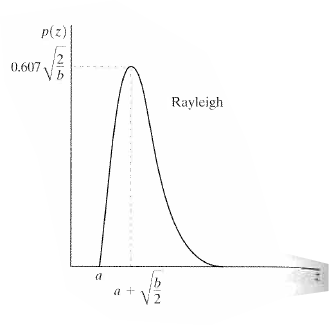 p(z)
0.607√(2/b)
Rayleigh
a
a + √(b/2)
z